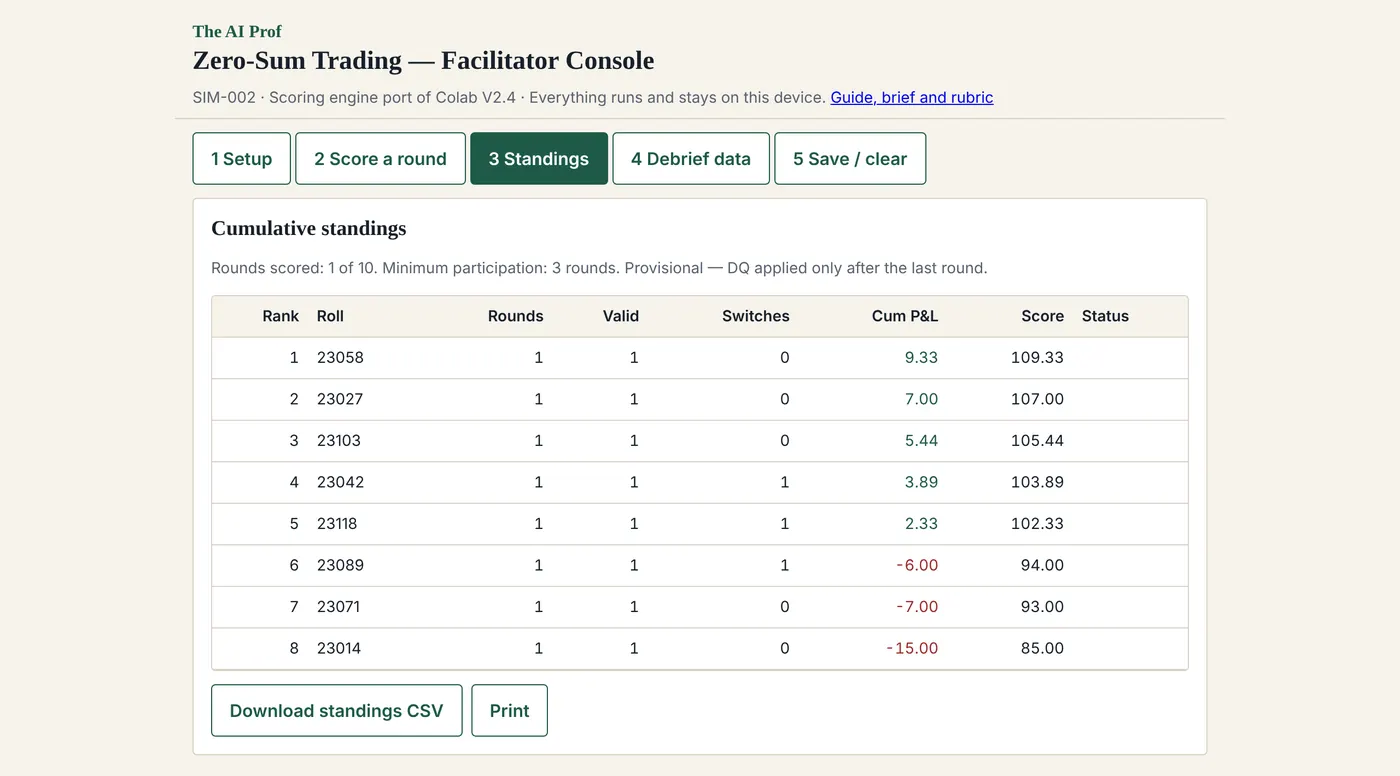 The AI Prof
Zero-Sum Trading — Facilitator Console
SIM-002 · Scoring engine port of Colab V2.4 · Everything runs and stays on this device. Guide, brief and rubric
1 Setup 2 Score a round 3 Standings 4 Debrief data 5 Save / clear
Cumulative standings
Rounds scored: 1 of 10. Minimum participation: 3 rounds. Provisional — DQ applied only after the last round.
Rank Roll Rounds Valid Switches Cum P&L Score Status
1 23058 1 1 0 9.33 109.33
2 23027 1 1 0 7.00 107.00
3 23103 1 1 0 5.44 105.44
4 23042 1 1 1 3.89 103.89
5 23118 1 1 1 2.33 102.33
6 23089 1 1 1 -6.00 94.00
7 23071 1 1 0 -7.00 93.00
8 23014 1 1 0 -15.00 85.00
Download standings CSV Print